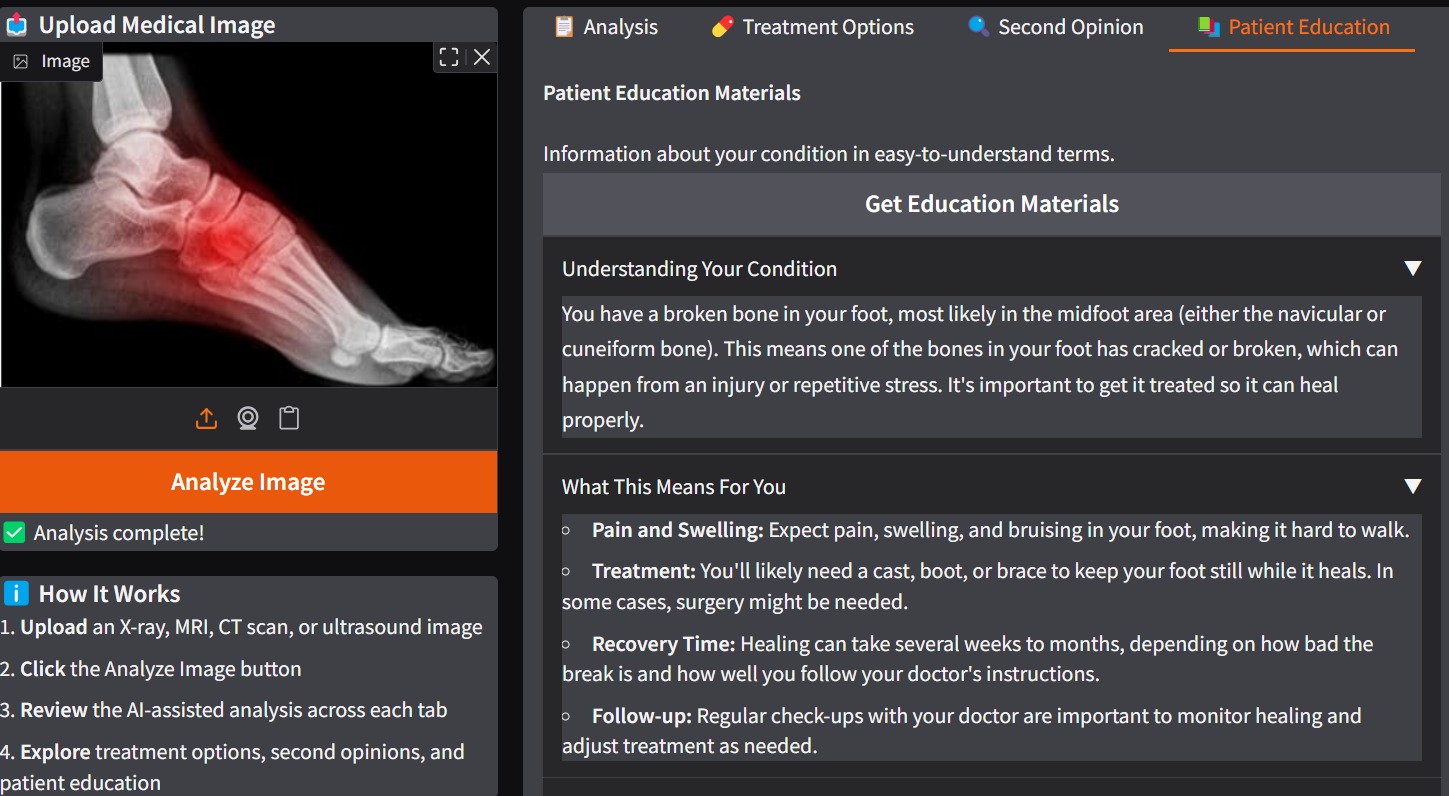 Upload Medical Image
Image
Analyze Image
Analysis complete!
How It Works
1. Upload an X-ray, MRI, CT scan, or ultrasound image
2. Click the Analyze Image button
3. Review the AI-assisted analysis across each tab
4. Explore treatment options, second opinions, and
patient education
Analysis
Treatment Options
Second Opinion
Patient Education
Patient Education Materials
Information about your condition in easy-to-understand terms.
Get Education Materials
Understanding Your Condition
You have a broken bone in your foot, most likely in the midfoot area (either the navicular or
cuneiform bone). This means one of the bones in your foot has cracked or broken, which can
happen from an injury or repetitive stress. It's important to get it treated so it can heal
properly.
What This Means For You
Pain and Swelling: Expect pain, swelling, and bruising in your foot, making it hard to walk.
Treatment: You'll likely need a cast, boot, or brace to keep your foot still while it heals. In
some cases, surgery might be needed.
Recovery Time: Healing can take several weeks to months, depending on how bad the
break is and how well you follow your doctor's instructions.
Follow-up: Regular check-ups with your doctor are important to monitor healing and
adjust treatment as needed.